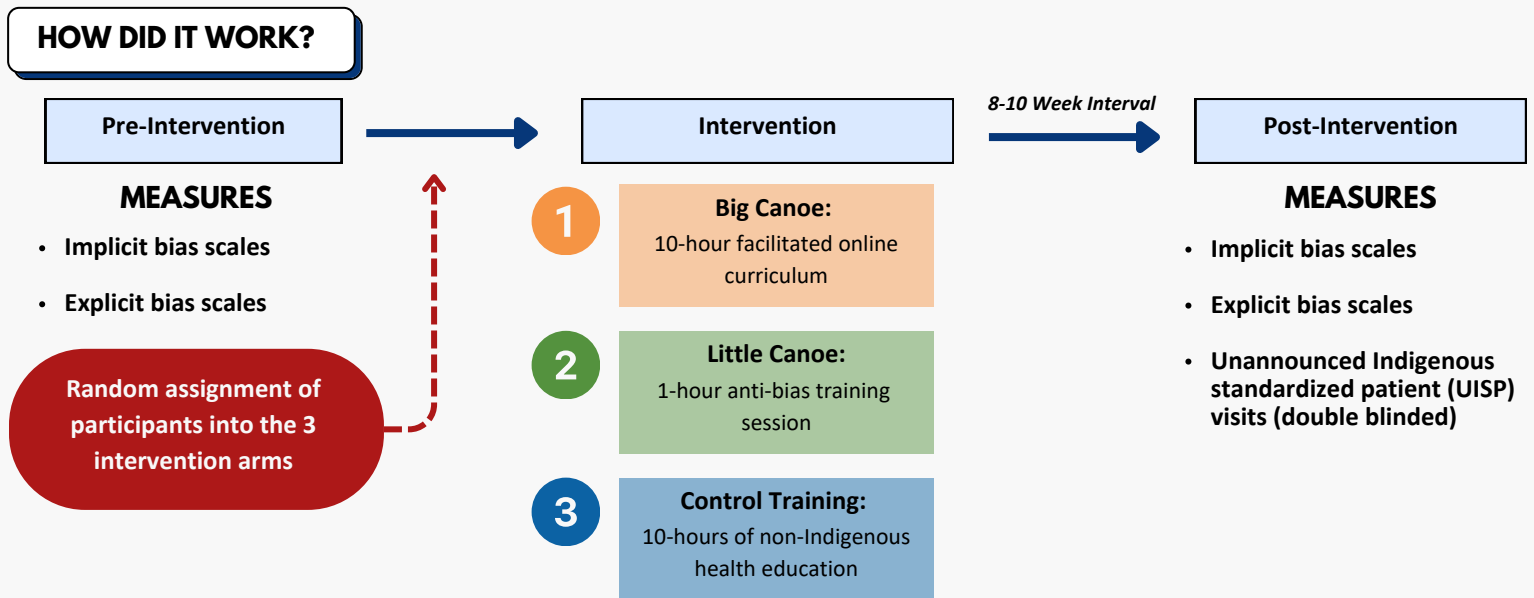 HOW DID IT WORK?
Pre-Intervention
MEASURES
• Implicit bias scales
• Explicit bias scales
Random assignment of
participants into the 3
intervention arms
Intervention
1
Big Canoe:
10-hour facilitated online
curriculum
2
Little Canoe:
1-hour anti-bias training
session
3
Control Training:
10-hours of non-Indigenous
health education
8-10 Week Interval
Post-Intervention
MEASURES
• Implicit bias scales
• Explicit bias scales
• Unannounced Indigenous
standardized patient (UISP)
visits (double blinded)